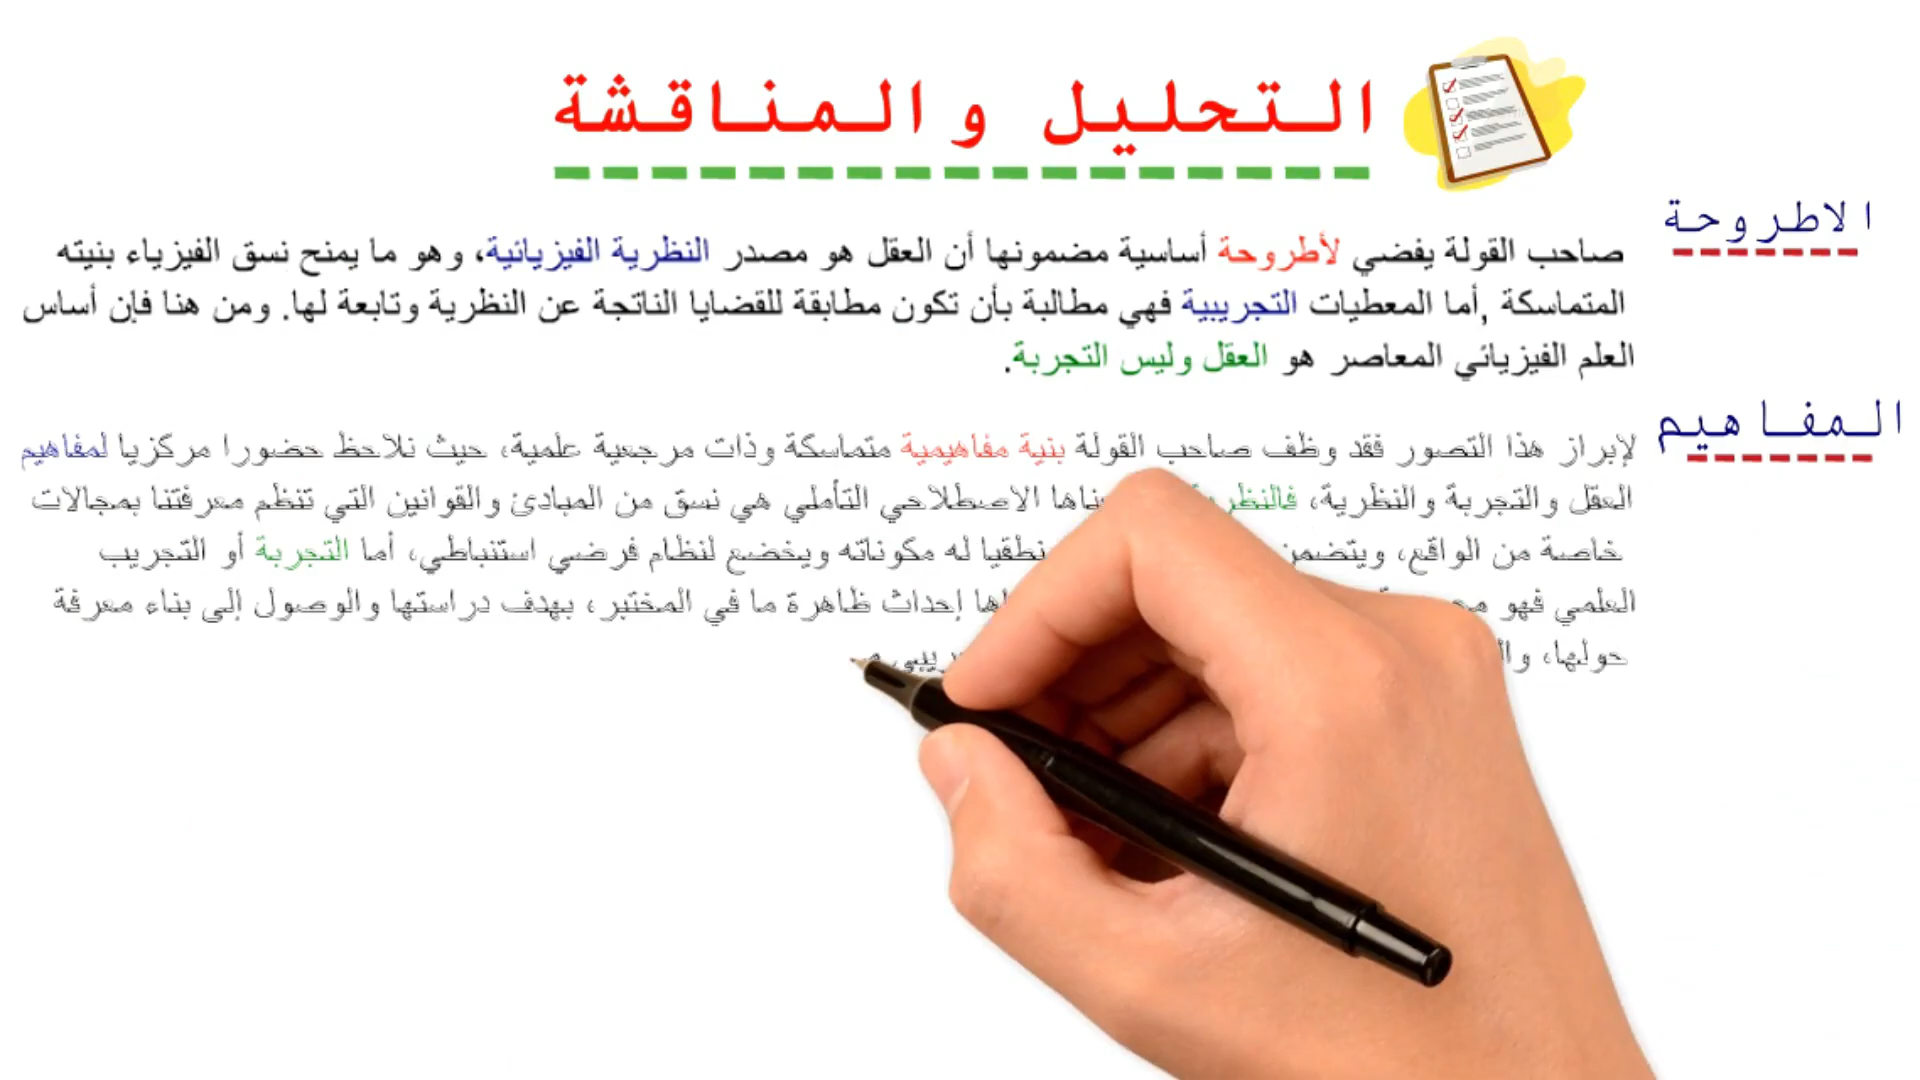 التحليل والمناقشة
الاطروحة
صاحب القولة يفضي لأطروحة أساسية مضمونها أن العقل هو مصدر النظرية الفيزيائية، وهو ما يمنح نسق الفيزياء بنيته
المتماسكة ,أما المعطيات التجريبية فهي مطالبة بأن تكون مطابقة للقضايا الناتجة عن النظرية وتابعة لها. ومن هنا فإن أساس
العلم الفيزيائي المعاصر هو العقل وليس التجربة.
المفاهيم
لإبراز هذا التصور فقد وظف صاحب القولة بنية مفاهيمية متماسكة وذات مرجعية علمية، حيث نلاحظ حضورا مركزيا لمفاهيم
العقل والتجربة والنظرية، الاصطلاحي التأملي هي نسق من المبادئ والقوانين التي تنظم معرفتنا بمجالات
خاصة من الواقع، ويتضمن له مكوناته ويخضع لنظام فرضي استنباطي، أما التجربة أو التجريب
العلمي فهو إحداث ظاهرة ما في المختبر، بهدف دراستها والوصول إلى بناء معرفة
حولها،